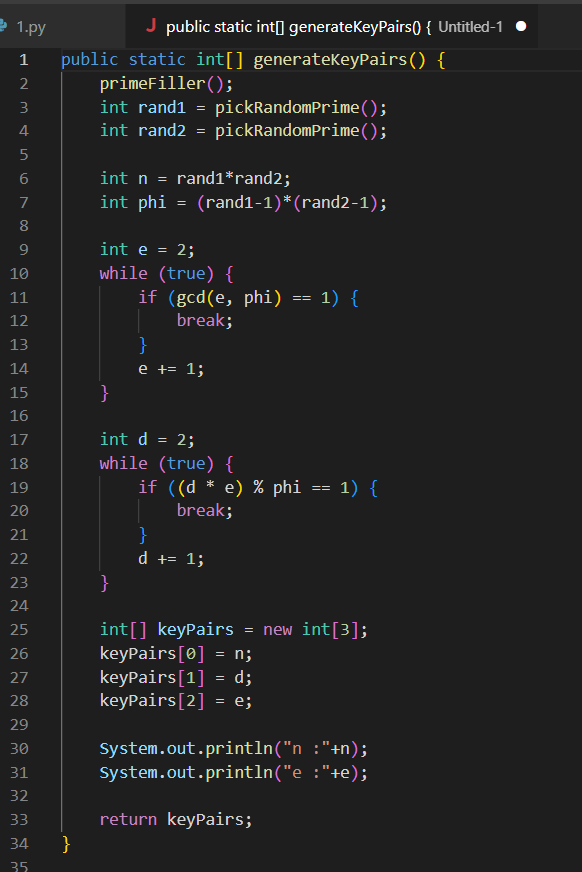 1.py
J public static int[] generateKeyPairs() { Untitled-1
1 public static int[] generateKeyPairs() {
2     primeFiller();
3     int rand1 = pickRandomPrime();
4     int rand2 = pickRandomPrime();
5
6     int n = rand1*rand2;
7     int phi = (rand1-1)*(rand2-1);
8
9     int e = 2;
10     while (true) {
11         if (gcd(e, phi) == 1) {
12             break;
13         }
14         e += 1;
15     }
16
17     int d = 2;
18     while (true) {
19         if ((d * e) % phi == 1) {
20             break;
21         }
22         d += 1;
23     }
24
25     int[] keyPairs = new int[3];
26     keyPairs[0] = n;
27     keyPairs[1] = d;
28     keyPairs[2] = e;
29
30     System.out.println("n :"+n);
31     System.out.println("e :"+e);
32
33     return keyPairs;
34 }
35